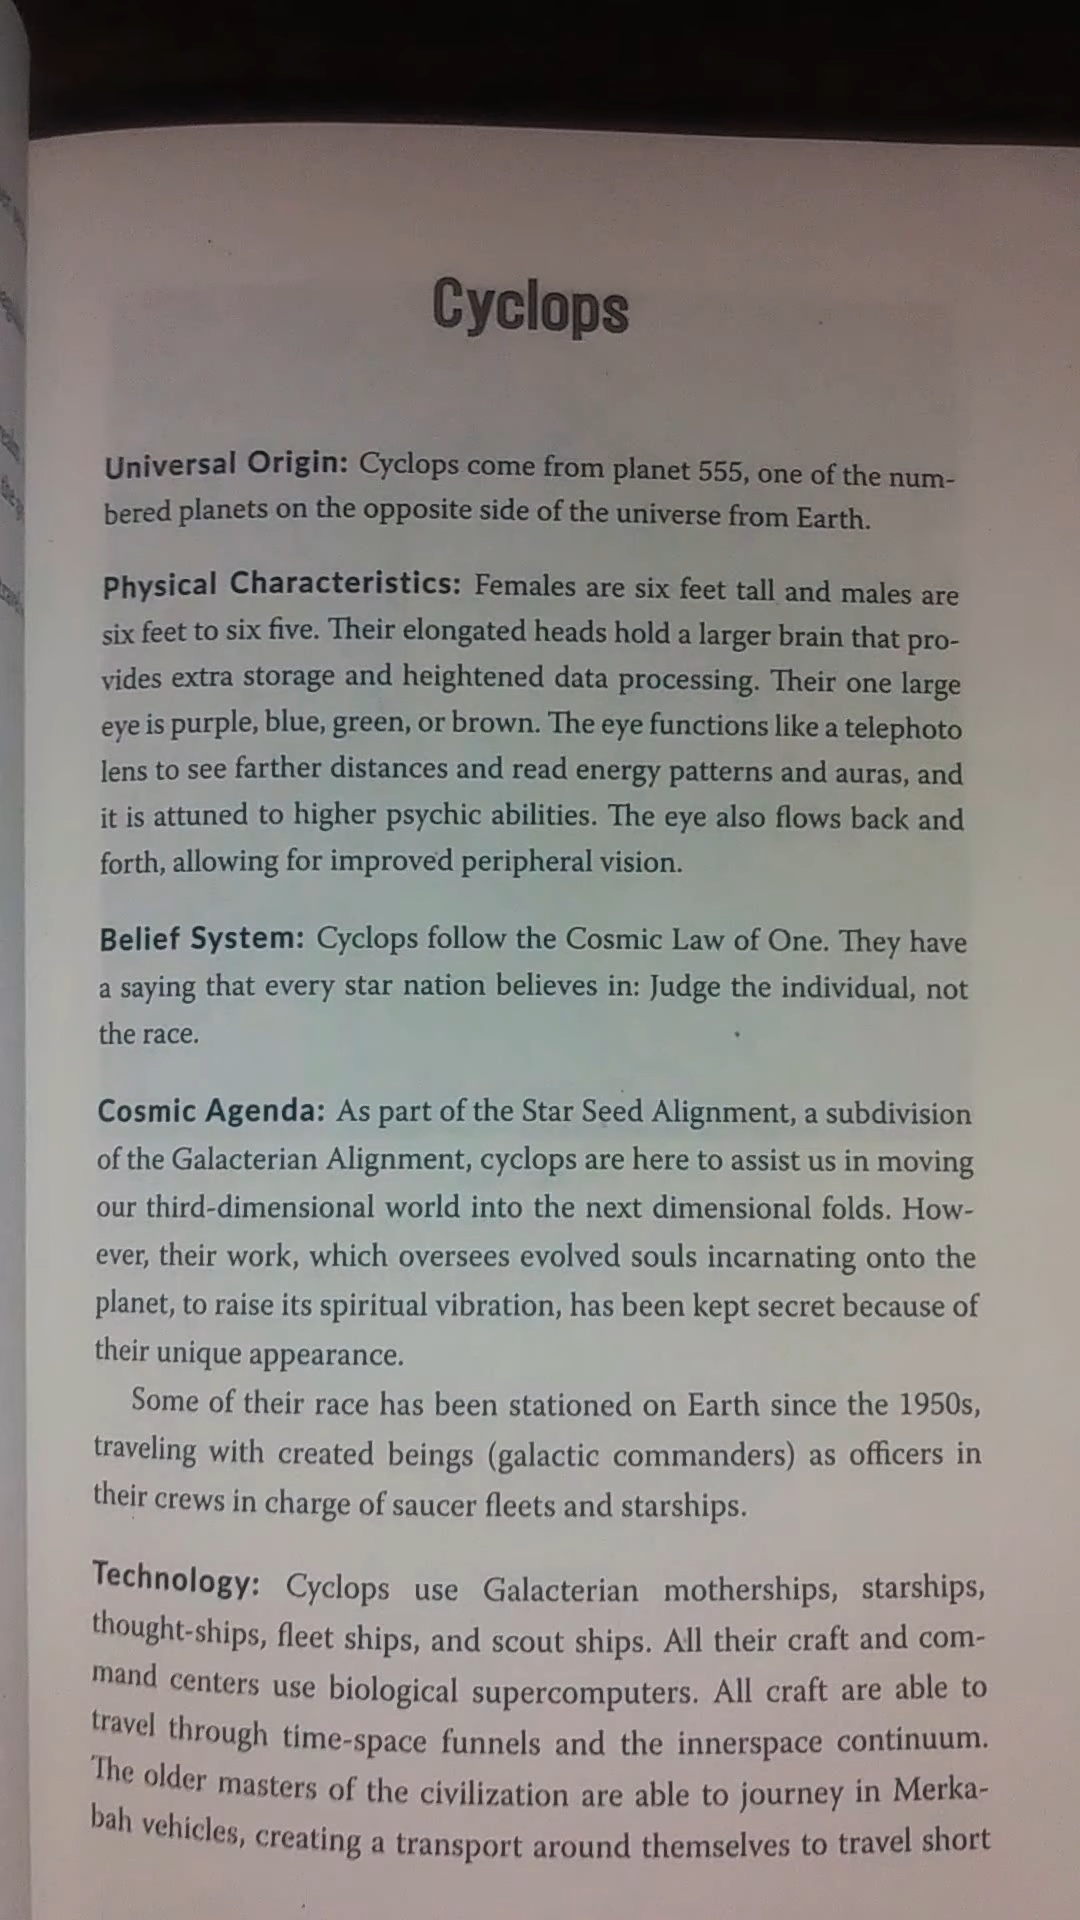 Cyclops
Universal Origin: Cyclops come from planet 555, one of the num-
bered planets on the opposite side of the universe from Earth.
Physical Characteristics: Females are six feet tall and males are
six feet to six five. Their elongated heads hold a larger brain that pro-
vides extra storage and heightened data processing. Their one large
eye is purple, blue, green, or brown. The eye functions like a telephoto
lens to see farther distances and read energy patterns and auras, and
it is attuned to higher psychic abilities. The eye also flows back and
forth, allowing for improved peripheral vision.
Belief System: Cyclops follow the Cosmic Law of One. They have
a saying that every star nation believes in: Judge the individual, not
the race.
Cosmic Agenda: As part of the Star Seed Alignment, a subdivision
of the Galacterian Alignment, cyclops are here to assist us in moving
our third-dimensional world into the next dimensional folds. How-
ever, their work, which oversees evolved souls incarnating onto the
planet, to raise its spiritual vibration, has been kept secret because of
their unique appearance.
Some of their race has been stationed on Earth since the 1950s,
traveling with created beings (galactic commanders) as officers in
their crews in charge of saucer fleets and starships.
Technology: Cyclops use Galacterian motherships, starships,
thought-ships, fleet ships, and scout ships. All their craft and com-
mand centers use biological supercomputers. All craft are able to
travel through time-space funnels and the innerspace continuum.
The older masters of the civilization are able to journey in Merka-
bah vehicles, creating a transport around themselves to travel short